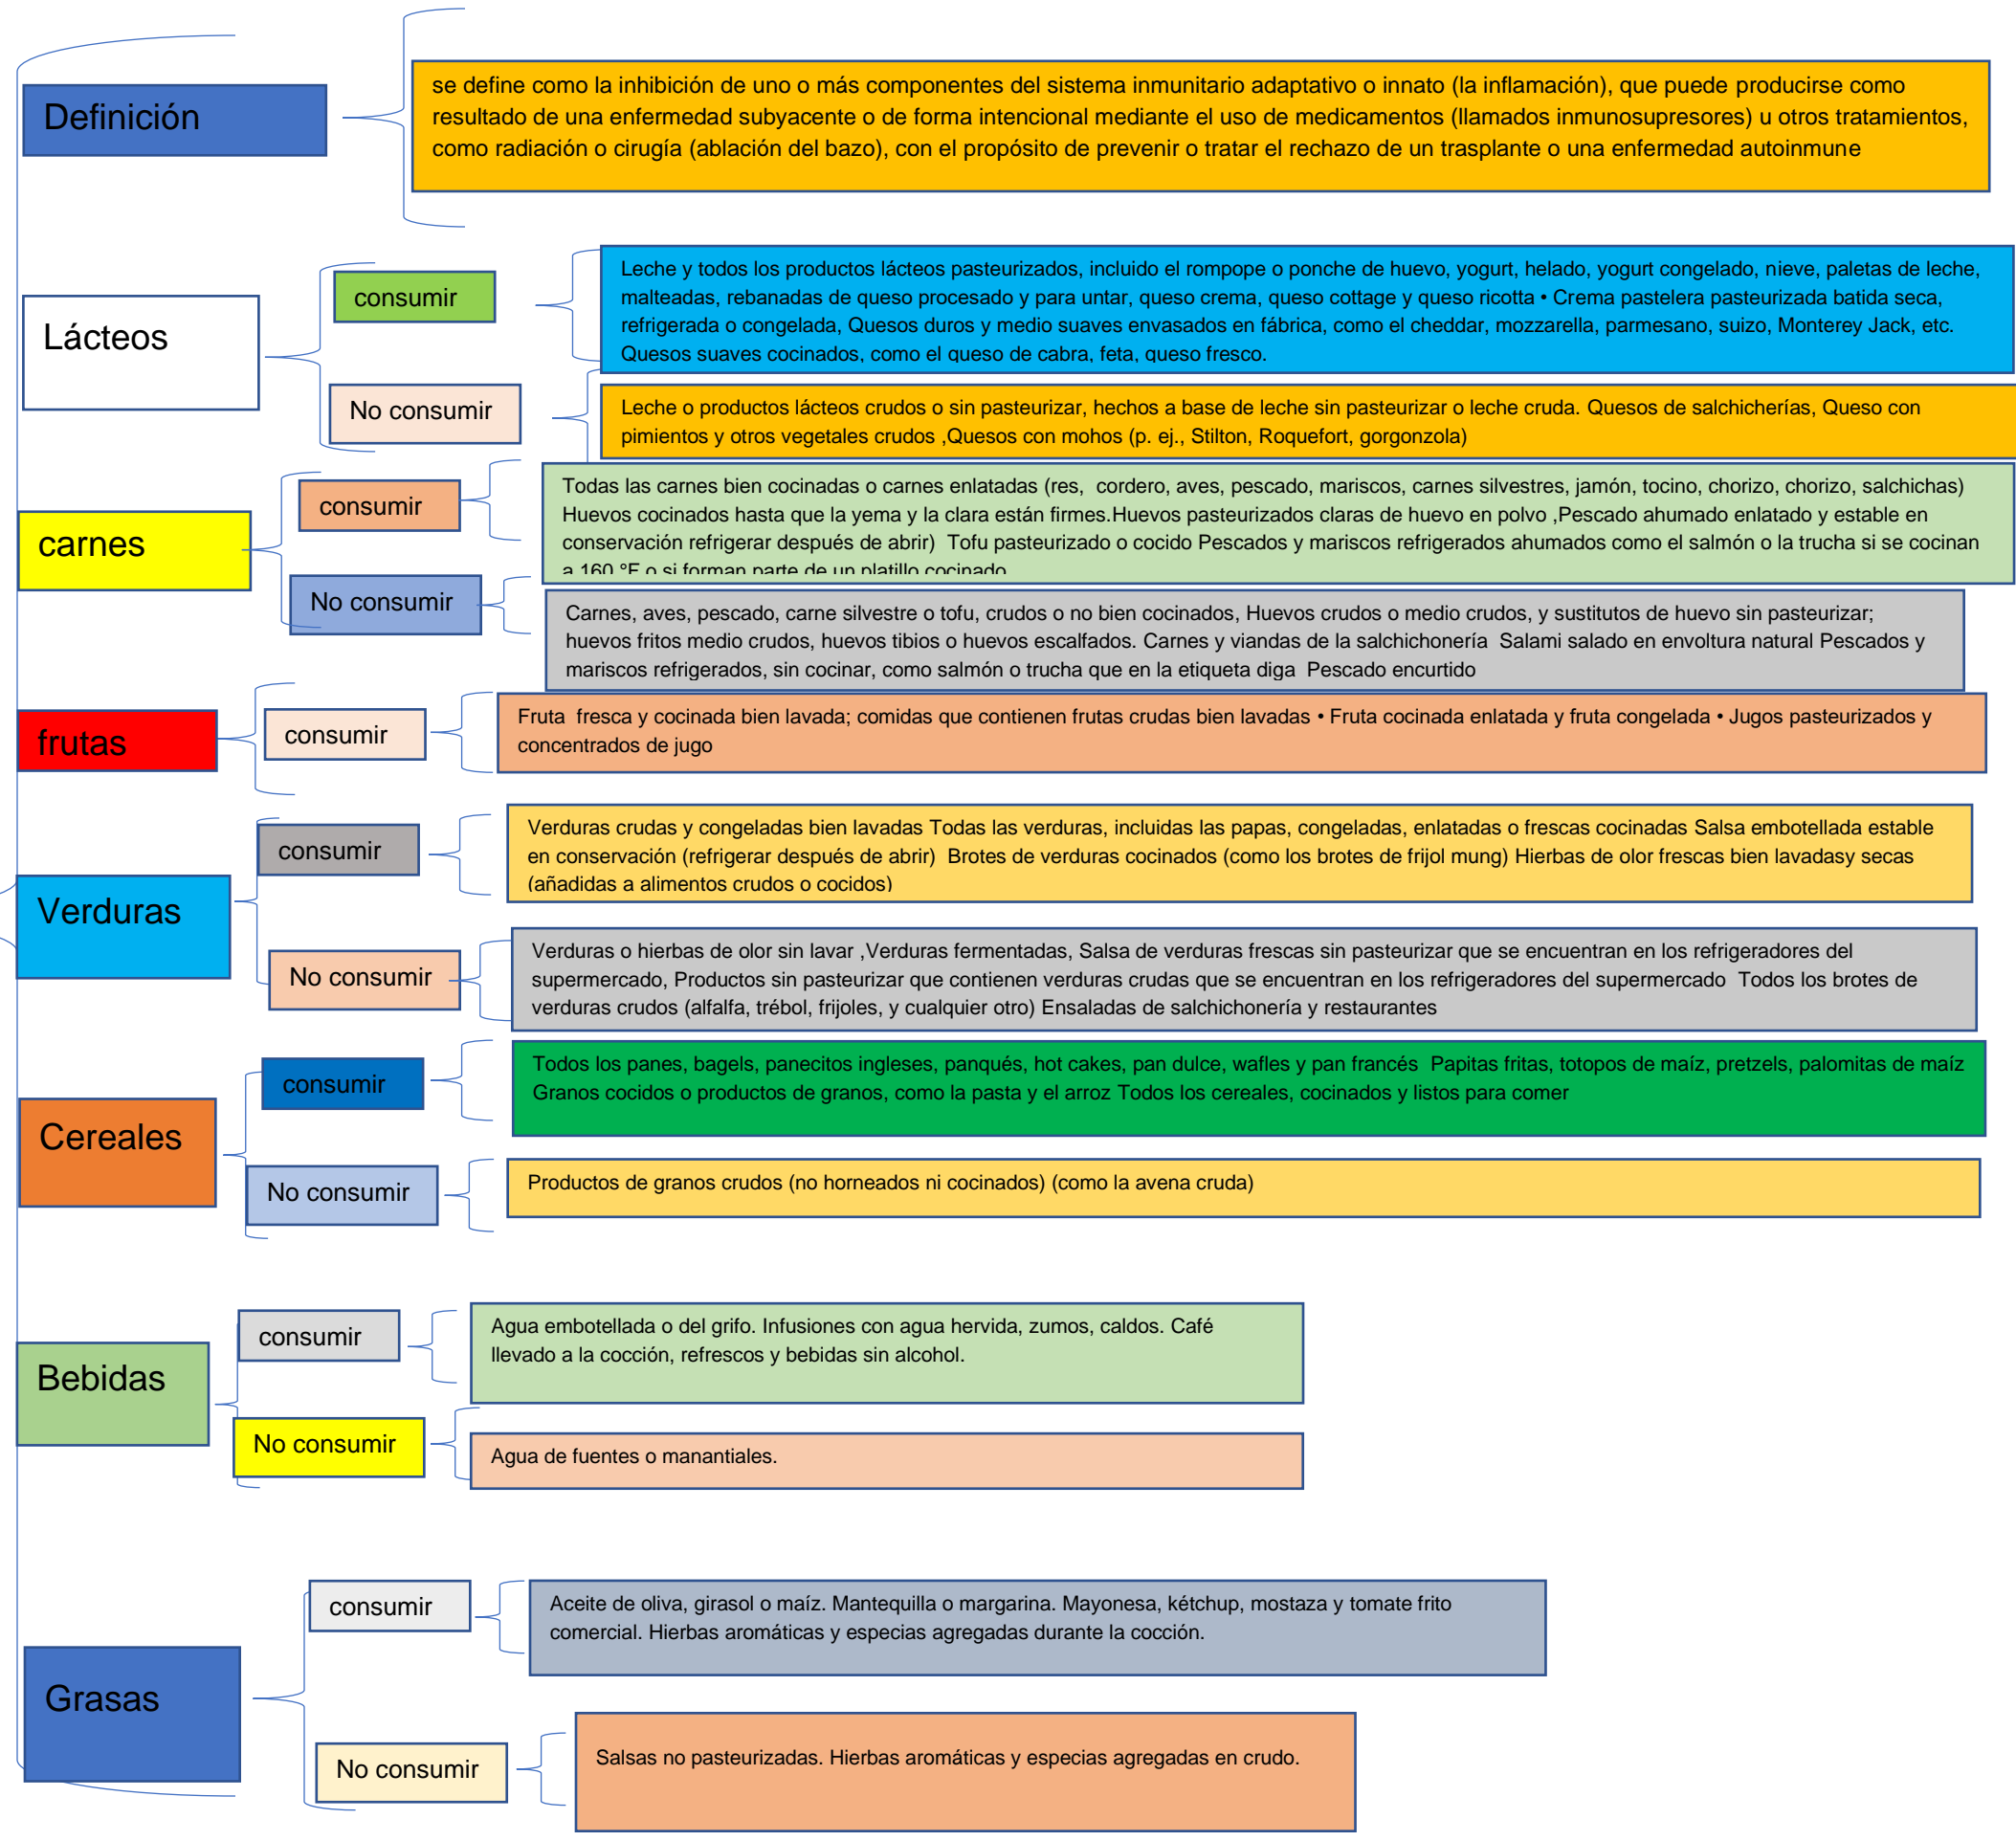 Definición
se define como la inhibición de uno o más componentes del sistema inmunitario adaptativo o innato (la inflamación), que puede producirse como
resultado de una enfermedad subyacente o de forma intencional mediante el uso de medicamentos (llamados inmunosupresores) u otros tratamientos,
como radiación o cirugía (ablación del bazo), con el propósito de prevenir o tratar el rechazo de un trasplante o una enfermedad autoinmune
Lácteos
consumir
Leche y todos los productos lácteos pasteurizados, incluido el rompope o ponche de huevo, yogurt, helado, yogurt congelado, nieve, paletas de leche,
malteadas, rebanadas de queso procesado y para untar, queso crema, queso cottage y queso ricotta • Crema pastelera pasteurizada batida seca,
refrigerada o congelada, Quesos duros y medio suaves envasados en fábrica, como el cheddar, mozzarella, parmesano, suizo, Monterey Jack, etc.
Quesos suaves cocinados, como el queso de cabra, feta, queso fresco.
No consumir
Leche o productos lácteos crudos o sin pasteurizar, hechos a base de leche sin pasteurizar o leche cruda. Quesos de salchicherías, Queso con
pimientos y otros vegetales crudos ,Quesos con mohos (p. ej., Stilton, Roquefort, gorgonzola)
carnes
consumir
Todas las carnes bien cocinadas o carnes enlatadas (res, cordero, aves, pescado, mariscos, carnes silvestres, jamón, tocino, chorizo, chorizo, salchichas)
Huevos cocinados hasta que la yema y la clara están firmes.Huevos pasteurizados claras de huevo en polvo ,Pescado ahumado enlatado y estable en
conservación refrigerar después de abrir) Tofu pasteurizado o cocido Pescados y mariscos refrigerados ahumados como el salmón o la trucha si se cocinan
a 160 °F o si forman parte de un platillo cocinado
No consumir
Carnes, aves, pescado, carne silvestre o tofu, crudos o no bien cocinados, Huevos crudos o medio crudos, y sustitutos de huevo sin pasteurizar;
huevos fritos medio crudos, huevos tibios o huevos escalfados. Carnes y viandas de la salchichonería Salami salado en envoltura natural Pescados y
mariscos refrigerados, sin cocinar, como salmón o trucha que en la etiqueta diga Pescado encurtido
frutas
consumir
Fruta fresca y cocinada bien lavada; comidas que contienen frutas crudas bien lavadas • Fruta cocinada enlatada y fruta congelada • Jugos pasteurizados y
concentrados de jugo
Verduras
consumir
Verduras crudas y congeladas bien lavadas Todas las verduras, incluidas las papas, congeladas, enlatadas o frescas cocinadas Salsa embotellada estable
en conservación (refrigerar después de abrir) Brotes de verduras cocinados (como los brotes de frijol mung) Hierbas de olor frescas bien lavadasy secas
(añadidas a alimentos crudos o cocidos)
No consumir
Verduras o hierbas de olor sin lavar ,Verduras fermentadas, Salsa de verduras frescas sin pasteurizar que se encuentran en los refrigeradores del
supermercado, Productos sin pasteurizar que contienen verduras crudas que se encuentran en los refrigeradores del supermercado Todos los brotes de
verduras crudos (alfalfa, trébol, frijoles, y cualquier otro) Ensaladas de salchichonería y restaurantes
Cereales
consumir
Todos los panes, bagels, panecitos ingleses, panqués, hot cakes, pan dulce, wafles y pan francés Papitas fritas, totopos de maíz, pretzels, palomitas de maíz
Granos cocidos o productos de granos, como la pasta y el arroz Todos los cereales, cocinados y listos para comer
No consumir
Productos de granos crudos (no horneados ni cocinados) (como la avena cruda)
Bebidas
consumir
Agua embotellada o del grifo. Infusiones con agua hervida, zumos, caldos. Café
llevado a la cocción, refrescos y bebidas sin alcohol.
No consumir
Agua de fuentes o manantiales.
Grasas
consumir
Aceite de oliva, girasol o maíz. Mantequilla o margarina. Mayonesa, kétchup, mostaza y tomate frito
comercial. Hierbas aromáticas y especias agregadas durante la cocción.
No consumir
Salsas no pasteurizadas. Hierbas aromáticas y especias agregadas en crudo.